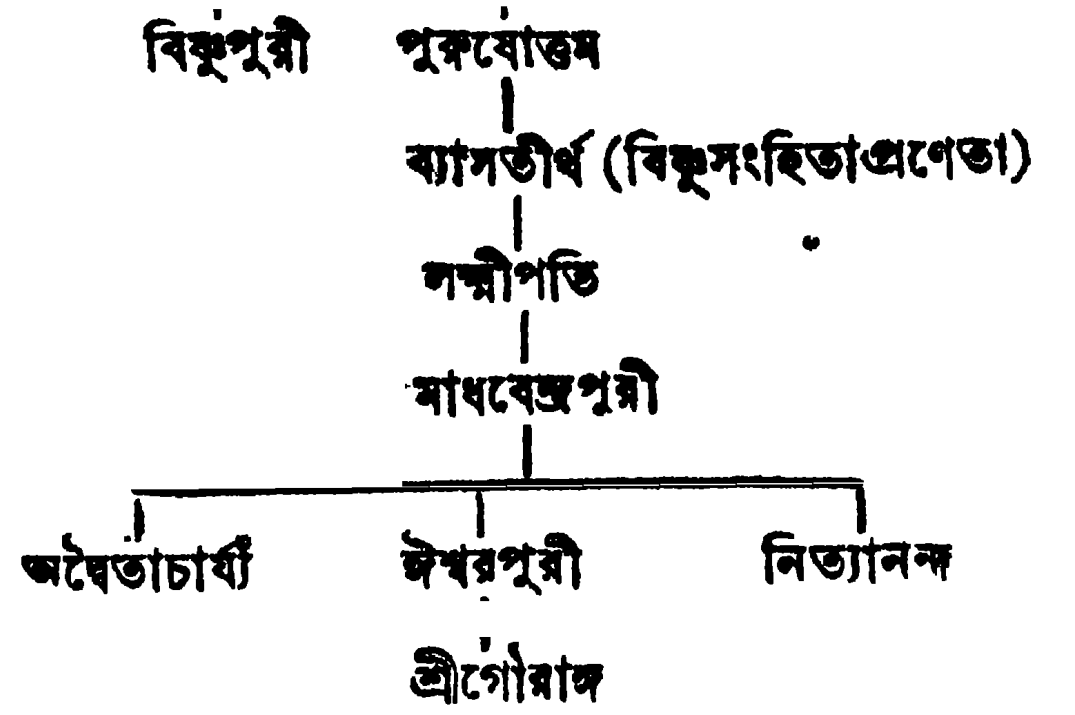 বিষ্ণুপুরী পুরুষোত্তম
ব্যাসতীর্থ (বিষ্ণুসংহিতাপ্রণেতা)
লক্ষ্মীপতি
মাধবেন্দ্রপুরী
অদ্বৈতাচার্য্য ঈশ্বরপুরী নিত্যানন্দ
শ্রীগৌরাঙ্গ